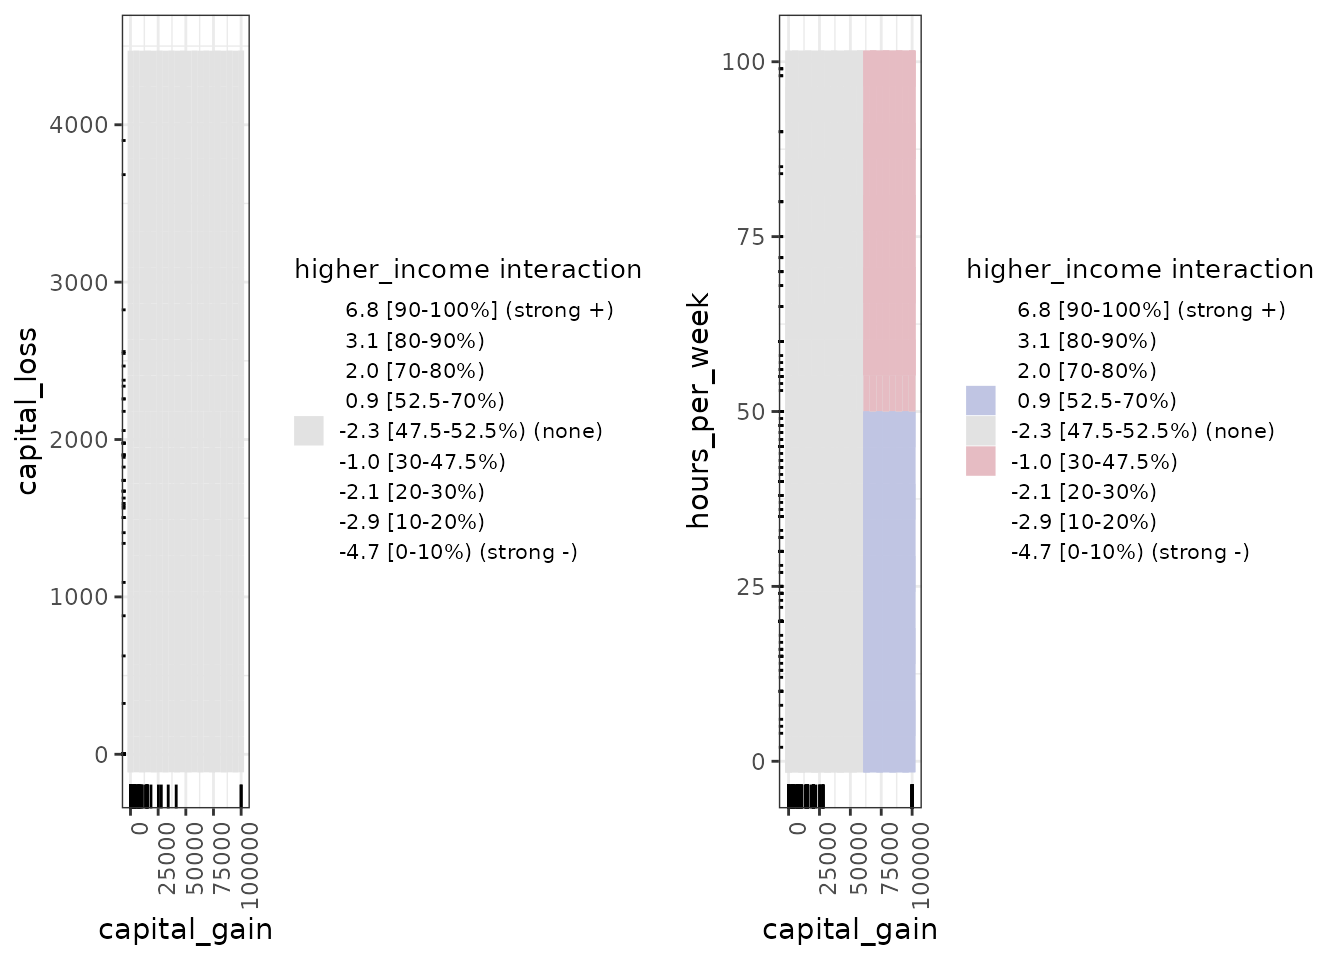 capital_loss
4000
3000
2000
1000
0
0
25000
50000
75000
100000
capital_gain
higher_income interaction
6.8 [90-100%] (strong +)
3.1 [80-90%)
2.0 [70-80%)
0.9 [52.5-70%)
-2.3 [47.5-52.5%) (none)
-1.0 [30-47.5%)
-2.1 [20-30%)
-2.9 [10-20%)
-4.7 [0-10%) (strong -)
hours_per_week
100
75
50
25
0
0
25000
50000
75000
100000
capital_gain
higher_income interaction
6.8 [90-100%] (strong +)
3.1 [80-90%)
2.0 [70-80%)
0.9 [52.5-70%)
-2.3 [47.5-52.5%) (none)
-1.0 [30-47.5%)
-2.1 [20-30%)
-2.9 [10-20%)
-4.7 [0-10%) (strong -)